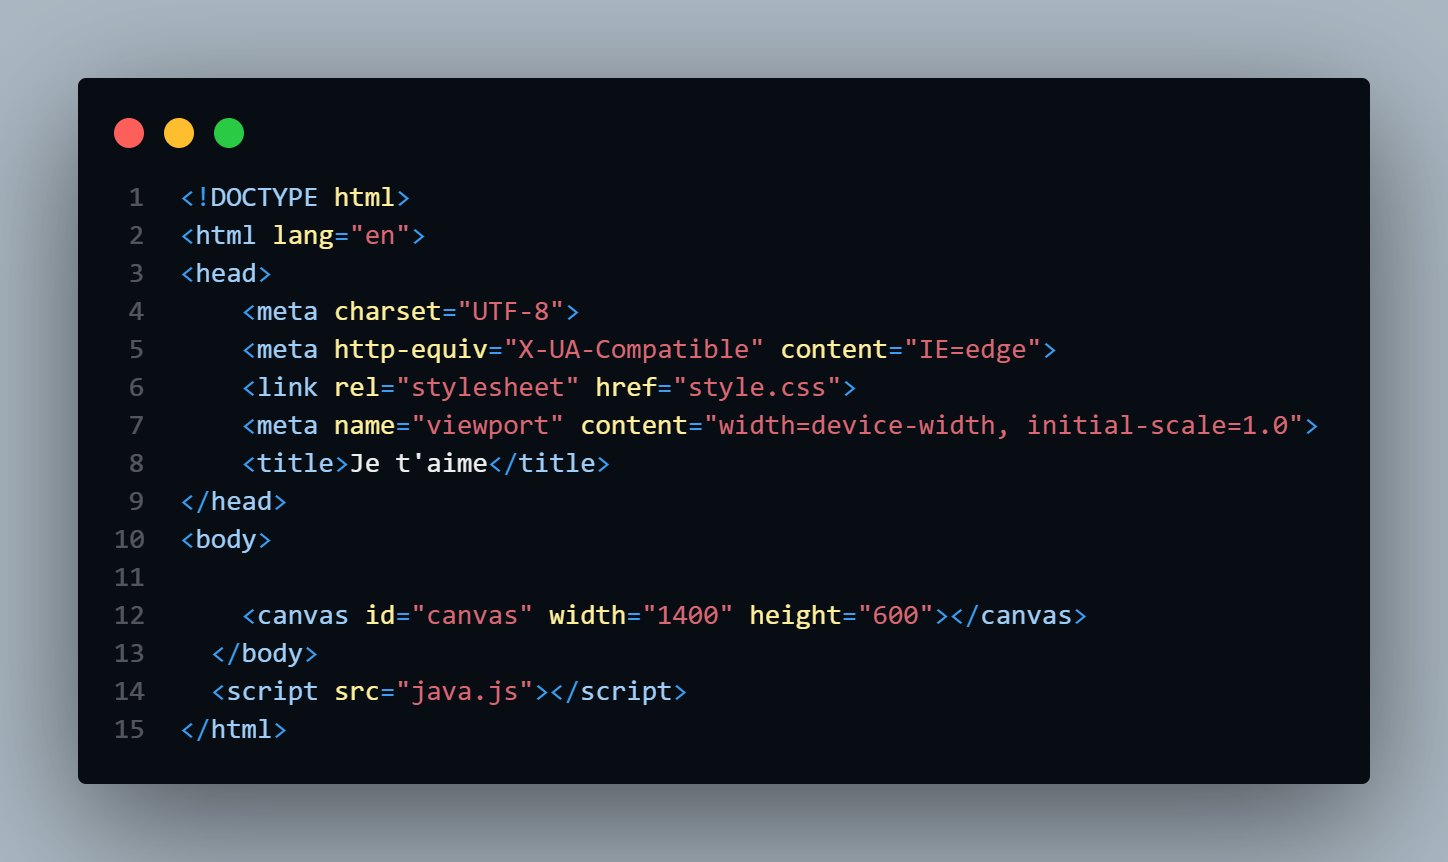 1 <!DOCTYPE html>
2 <html lang="en">
3 <head>
4     <meta charset="UTF-8">
5     <meta http-equiv="X-UA-Compatible" content="IE=edge">
6     <link rel="stylesheet" href="style.css">
7     <meta name="viewport" content="width=device-width, initial-scale=1.0">
8     <title>Je t'aime</title>
9 </head>
10 <body>
11
12     <canvas id="canvas" width="1400" height="600"></canvas>
13   </body>
14   <script src="java.js"></script>
15 </html>